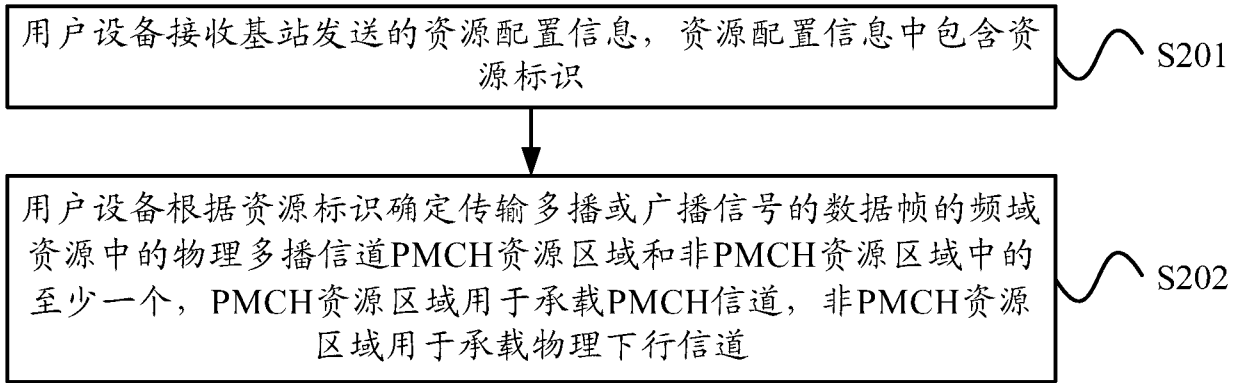 用户设备接收基站发送的资源配置信息，资源配置信息中包含资
源标识
S201
用户设备根据资源标识确定传输多播或广播信号的数据帧的频域
资源中的物理多播信道PMCH资源区域和非PMCH资源区域中的
至少一个，PMCH资源区域用于承载PMCH信道，非PMCH资源
区域用于承载物理下行信道
S202